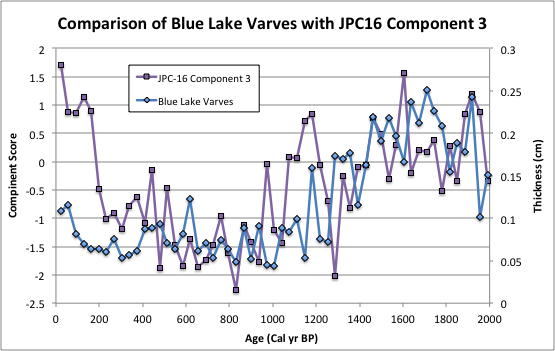 Comparison of Blue Lake Varves with JPC16 Component 3
2
1.5
1
0.5
0
-0.5
-1
-1.5
-2
-2.5
Compinent Score
JPC-16 Component 3
Blue Lake Varves
0.3
0.25
0.2
0.15
0.1
0.05
0
Thickness (cm)
0 200 400 600 800 1000 1200 1400 1600 1800 2000
Age (Cal yr BP)